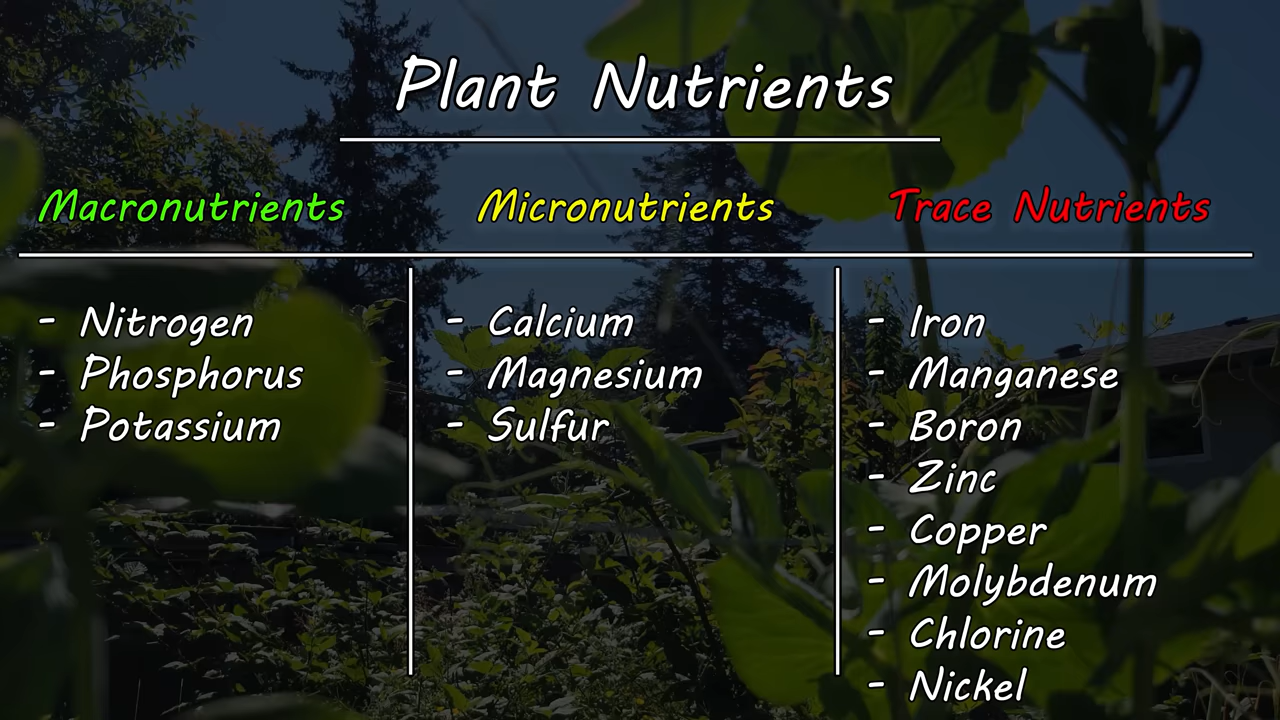 Plant Nutrients
Macronutrients
- Nitrogen
- Phosphorus
- Potassium
Micronutrients
- Calcium
- Magnesium
- Sulfur
Trace Nutrients
- Iron
- Manganese
- Boron
- Zinc
- Copper
- Molybdenum
- Chlorine
- Nickel